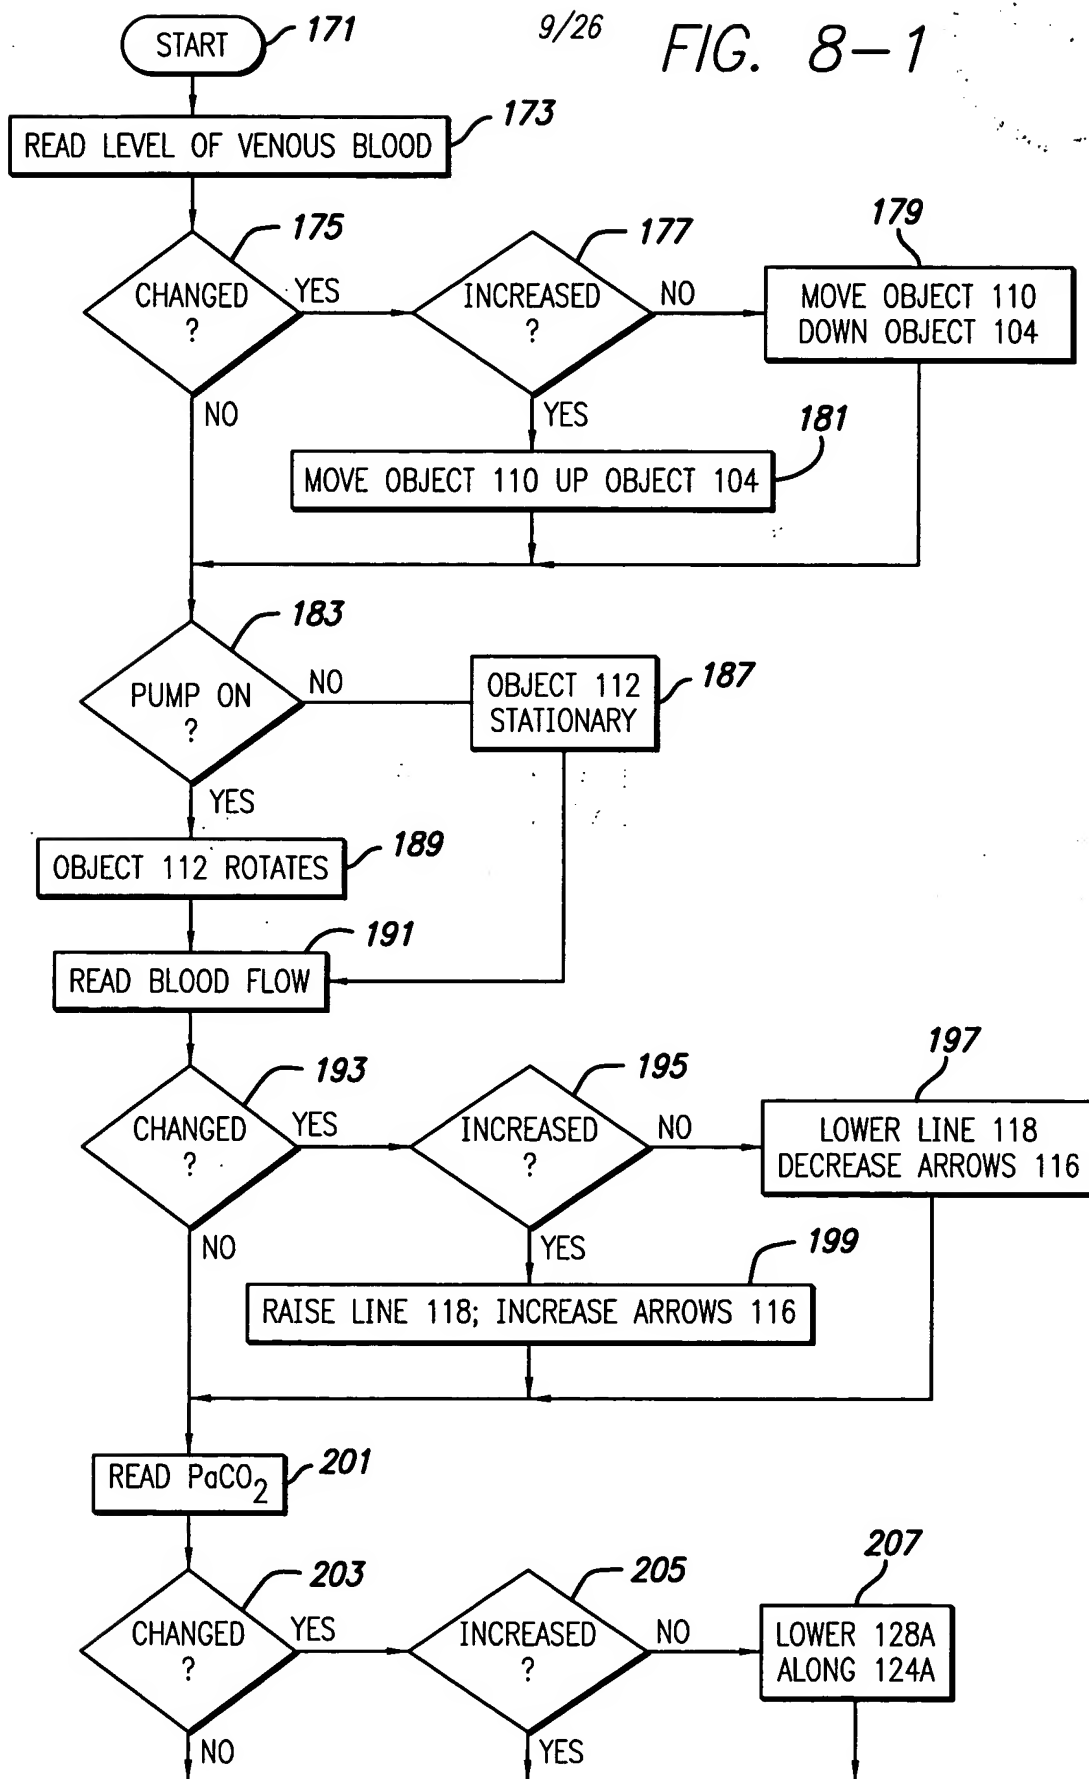 9/26
FIG. 8-1
START
171
READ LEVEL OF VENOUS BLOOD
173
CHANGED
?
175
YES
NO
INCREASED
?
177
NO
YES
MOVE OBJECT 110
DOWN OBJECT 104
179
MOVE OBJECT 110 UP OBJECT 104
181
PUMP ON
?
183
NO
YES
OBJECT 112
STATIONARY
187
OBJECT 112 ROTATES
189
READ BLOOD FLOW
191
CHANGED
?
193
YES
NO
INCREASED
?
195
NO
YES
LOWER LINE 118
DECREASE ARROWS 116
197
RAISE LINE 118; INCREASE ARROWS 116
199
READ PaCO2
201
CHANGED
?
203
YES
NO
INCREASED
?
205
NO
YES
LOWER 128A
ALONG 124A
207